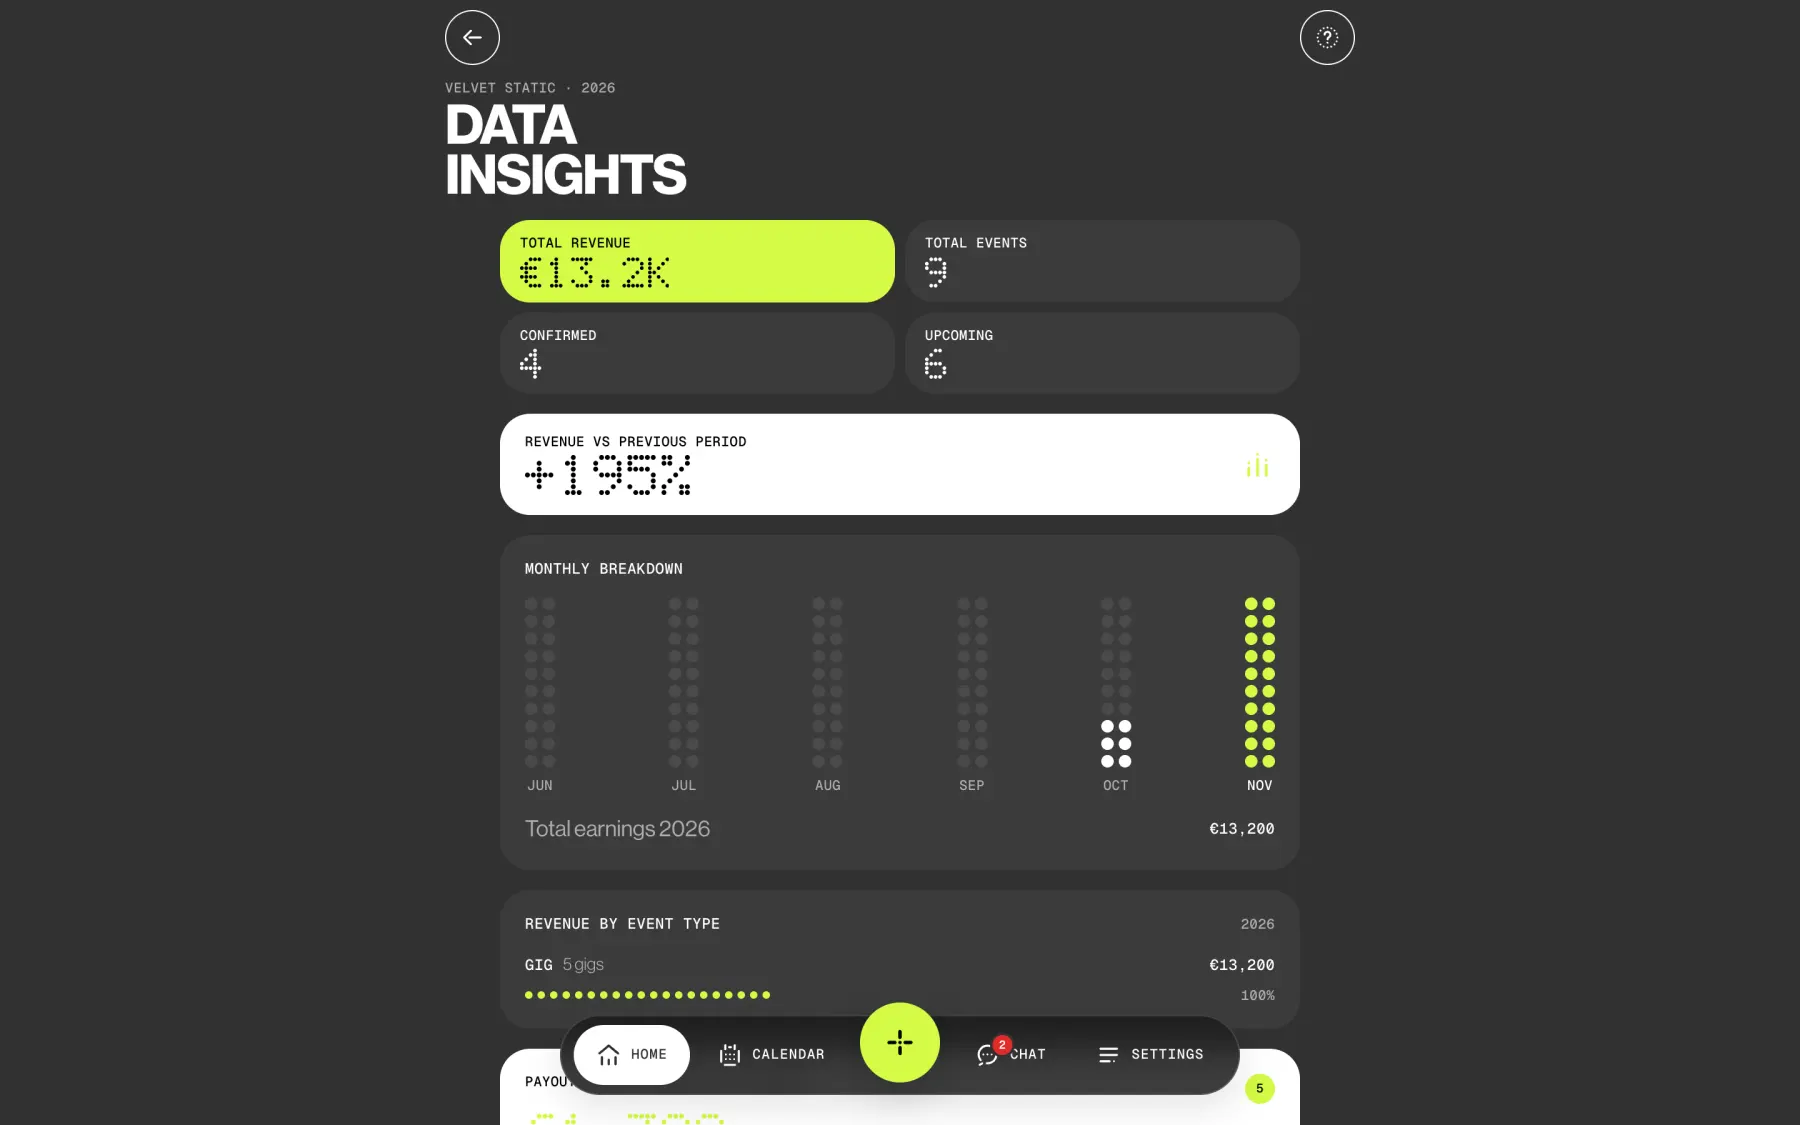 VELVET STATIC · 2026
DATA
INSIGHTS
TOTAL REVENUE
€13.2K
TOTAL EVENTS
9
CONFIRMED
4
UPCOMING
6
REVENUE VS PREVIOUS PERIOD
+195%
MONTHLY BREAKDOWN
JUN JUL AUG SEP OCT NOV
Total earnings 2026 €13,200
REVENUE BY EVENT TYPE 2026
GIG 5 gigs €13,200
100%
HOME CALENDAR 2 CHAT SETTINGS
5